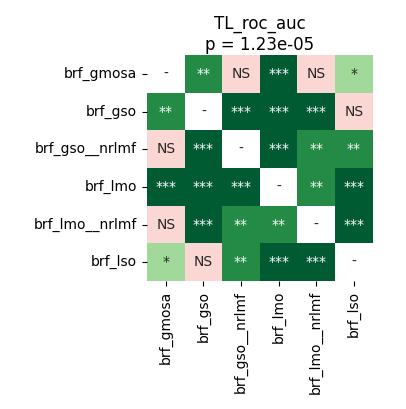 TL_roc_auc
p = 1.23e-05
brf_gmosa - ** NS *** NS *
brf_gso ** - *** *** *** NS
brf_gso__nrlmf NS *** - *** ** **
brf_lmo *** *** *** - ** ***
brf_lmo__nrlmf NS *** ** ** - ***
brf_lso * NS ** *** *** -
brf_gmosa
brf_gso
brf_gso__nrlmf
brf_lmo
brf_lmo__nrlmf
brf_lso